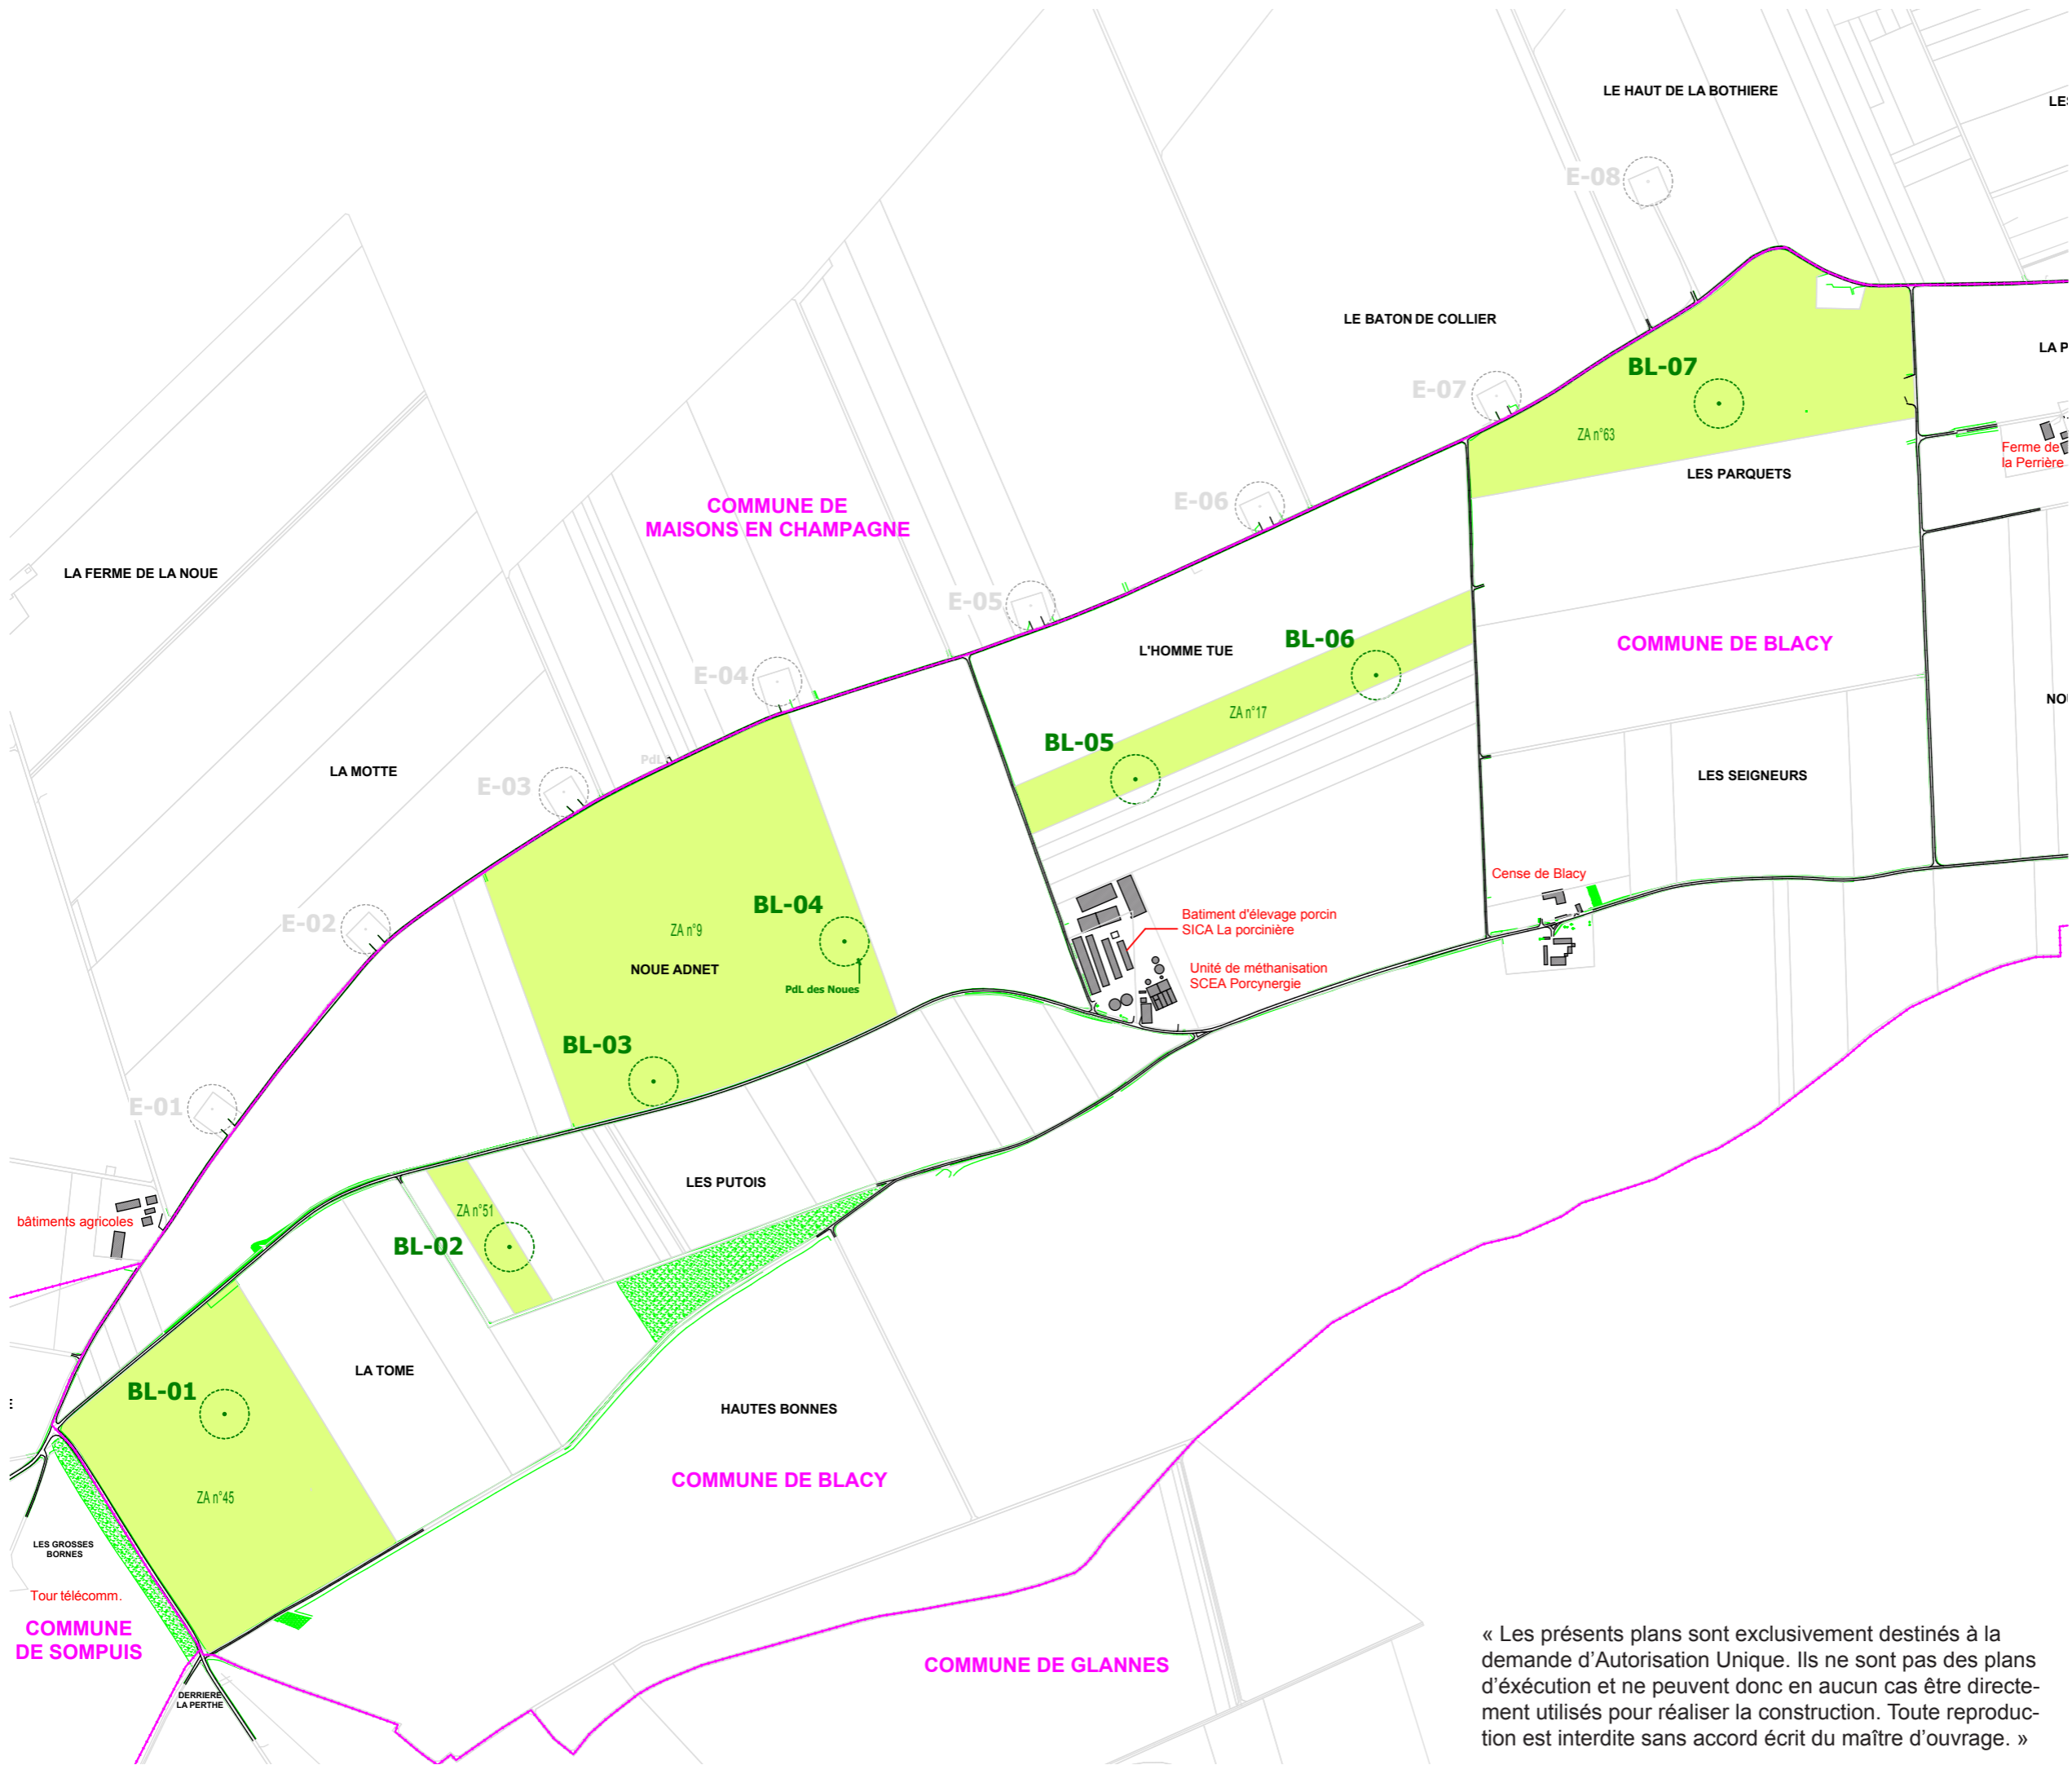 LE HAUT DE LA BOTHIERE
LE
E-08
LE BATON DE COLLIER
LA P
BL-07
E-07
ZA n°63
Ferme de
la Perrière
LES PARQUETS
COMMUNE DE
MAISONS EN CHAMPAGNE
E-06
LA FERME DE LA NOUE
E-05
L'HOMME TUE
BL-06
COMMUNE DE BLACY
E-04
NO
ZA n°17
BL-05
PdL
LA MOTTE
E-03
LES SEIGNEURS
Cense de Blacy
BL-04
E-02
ZA n°9
Batiment d'élevage porcin
SICA La porcinière
NOUE ADNET
PdL des Noues
Unité de méthanisation
SCEA Porcynergie
BL-03
E-01
LES PUTOIS
bâtiments agricoles
ZA n°51
BL-02
LA TOME
BL-01
E
HAUTES BONNES
COMMUNE DE BLACY
ZA n°45
LES GROSSES
BORNES
Tour télécomm.
COMMUNE
DE SOMPUIS
COMMUNE DE GLANNES
DERRIERE
LA PERTHE
« Les présents plans sont exclusivement destinés à la
demande d'Autorisation Unique. Ils ne sont pas des plans
d'éxécution et ne peuvent donc en aucun cas être directe-
ment utilisés pour réaliser la construction. Toute reproduc-
tion est interdite sans accord écrit du maître d'ouvrage. »